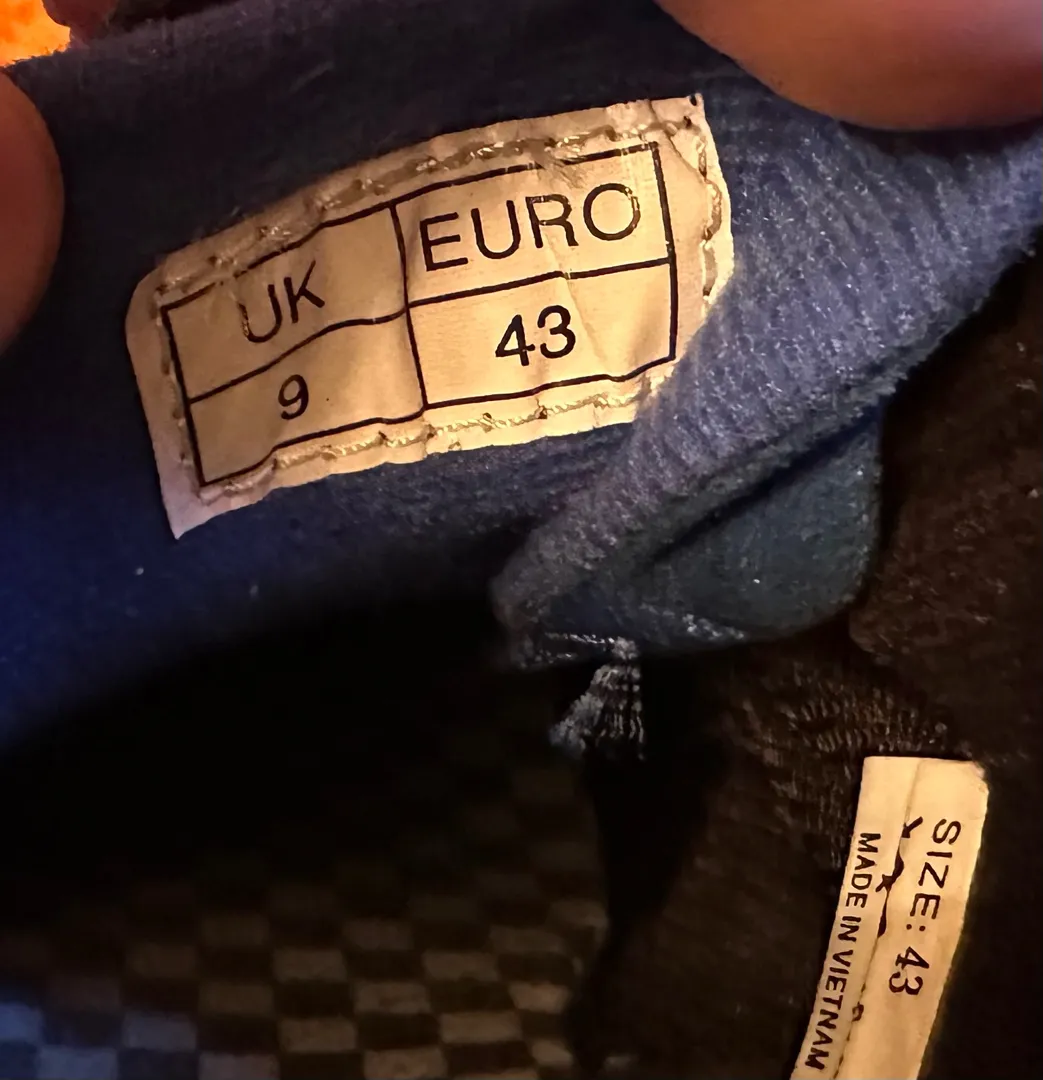 UK EURO
9 43
SIZE: 43
MADE IN VIETNAM